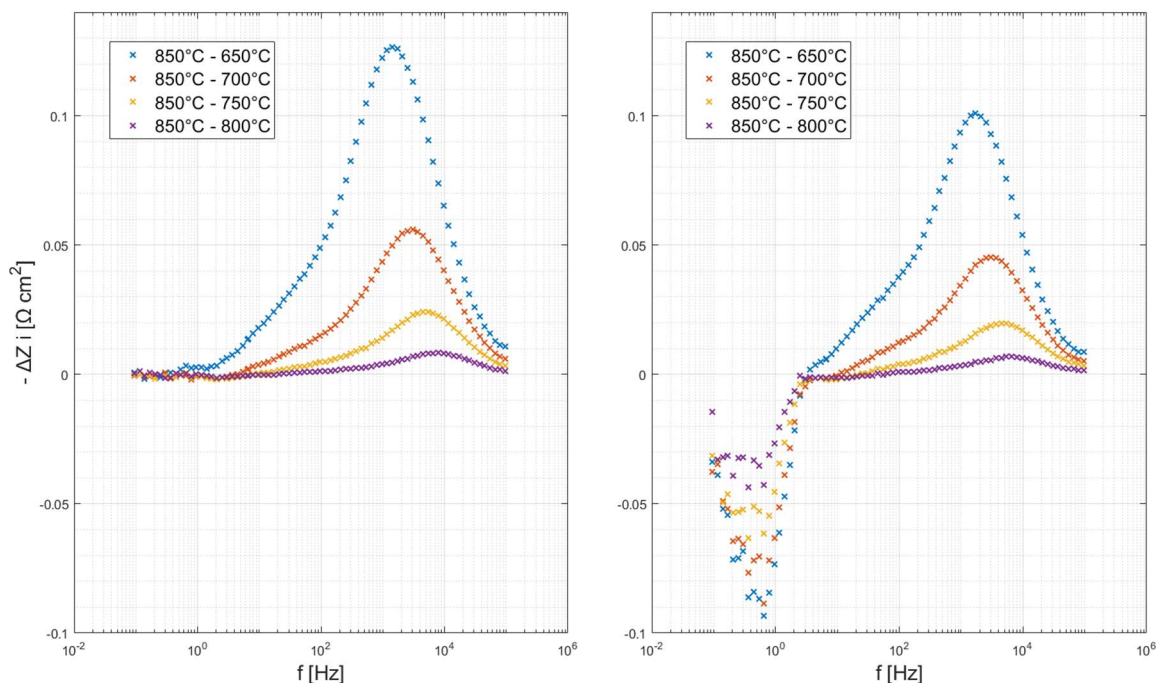 850°C - 650°C
850°C - 700°C
850°C - 750°C
850°C - 800°C
0.1
0.05
0
-0.05
-0.1
- ΔZ i [Ω cm²]
10⁻²
10⁰
10²
10⁴
10⁶
f [Hz]
850°C - 650°C
850°C - 700°C
850°C - 750°C
850°C - 800°C
0.1
0.05
0
-0.05
-0.1
10⁻²
10⁰
10²
10⁴
10⁶
f [Hz]